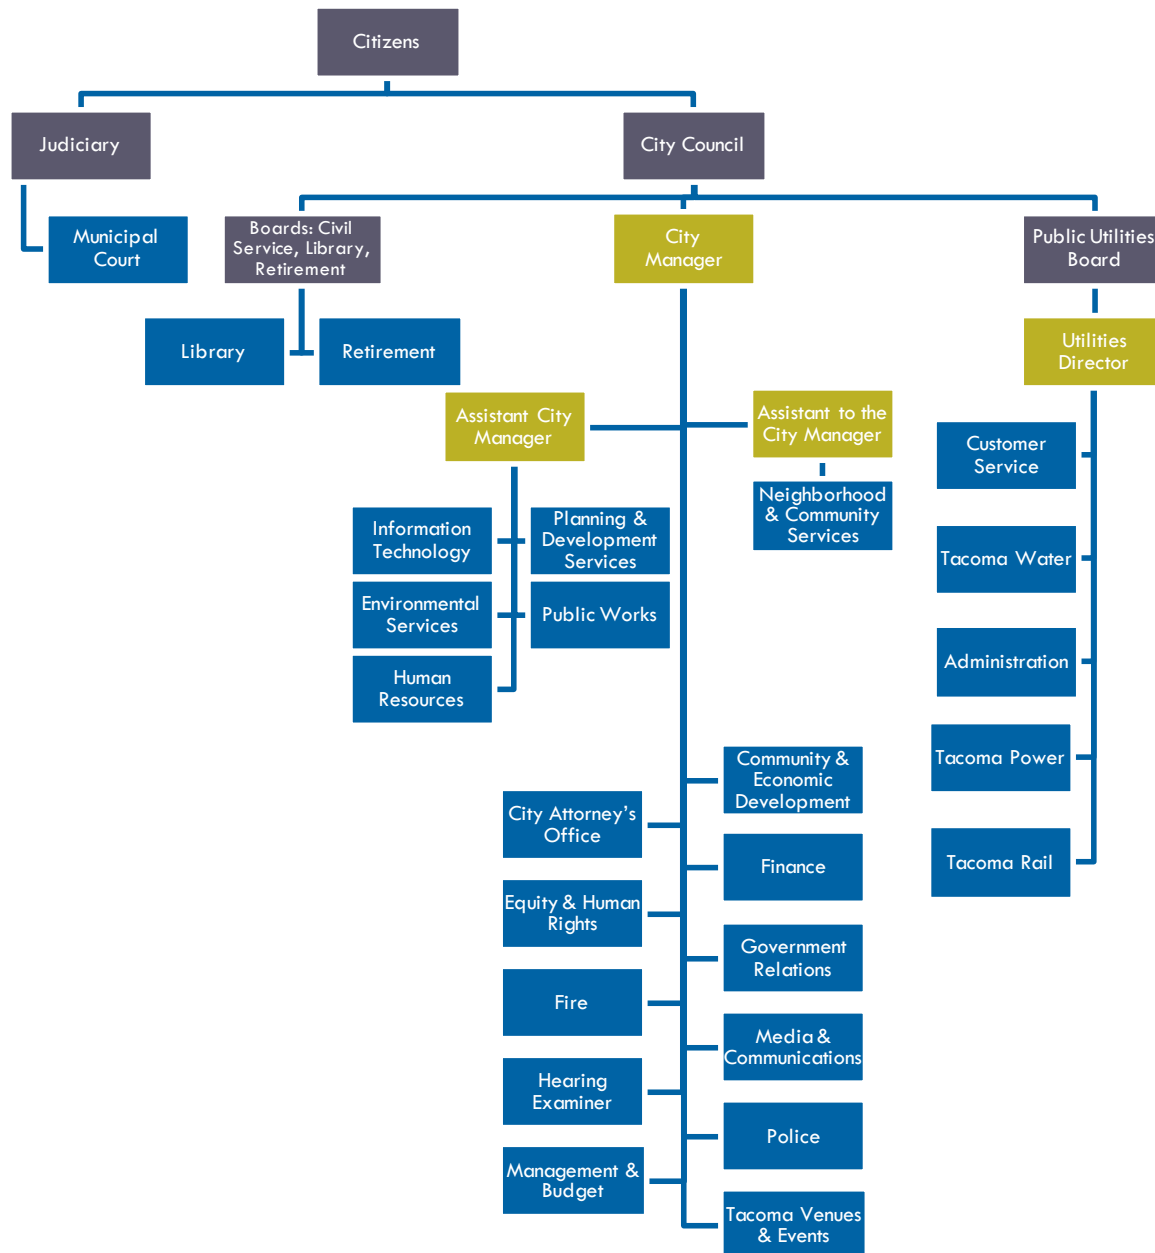 Citizens
Judiciary
City Council
Municipal
Court
Boards: Civil
Service, Library,
Retirement
City
Manager
Public Utilities
Board
Library
Retirement
Utilities
Director
Assistant City
Manager
Assistant to the
City Manager
Customer
Service
Neighborhood
& Community
Services
Information
Technology
Planning &
Development
Services
Tacoma Water
Environmental
Services
Public Works
Human
Resources
Administration
Tacoma Power
Community &
Economic
Development
City Attorney’s
Office
Finance
Tacoma Rail
Equity & Human
Rights
Government
Relations
Fire
Media &
Communications
Hearing
Examiner
Police
Management &
Budget
Tacoma Venues
& Events